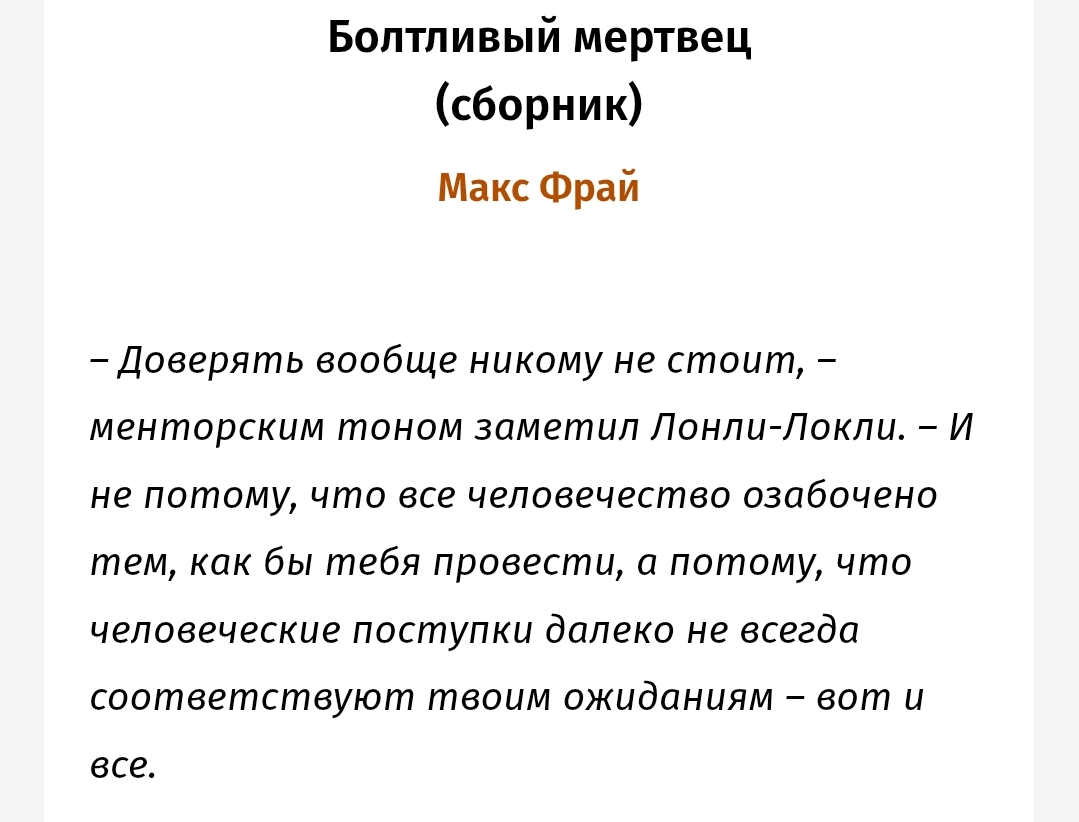 Болтливый мертвец
(сборник)
Макс Фрай
– Доверять вообще никому не стоит, –
менторским тоном заметил Лонли-Локли. – И
не потому, что все человечество озабочено
тем, как бы тебя провести, а потому, что
человеческие поступки далеко не всегда
соответствуют твоим ожиданиям – вот и
все.